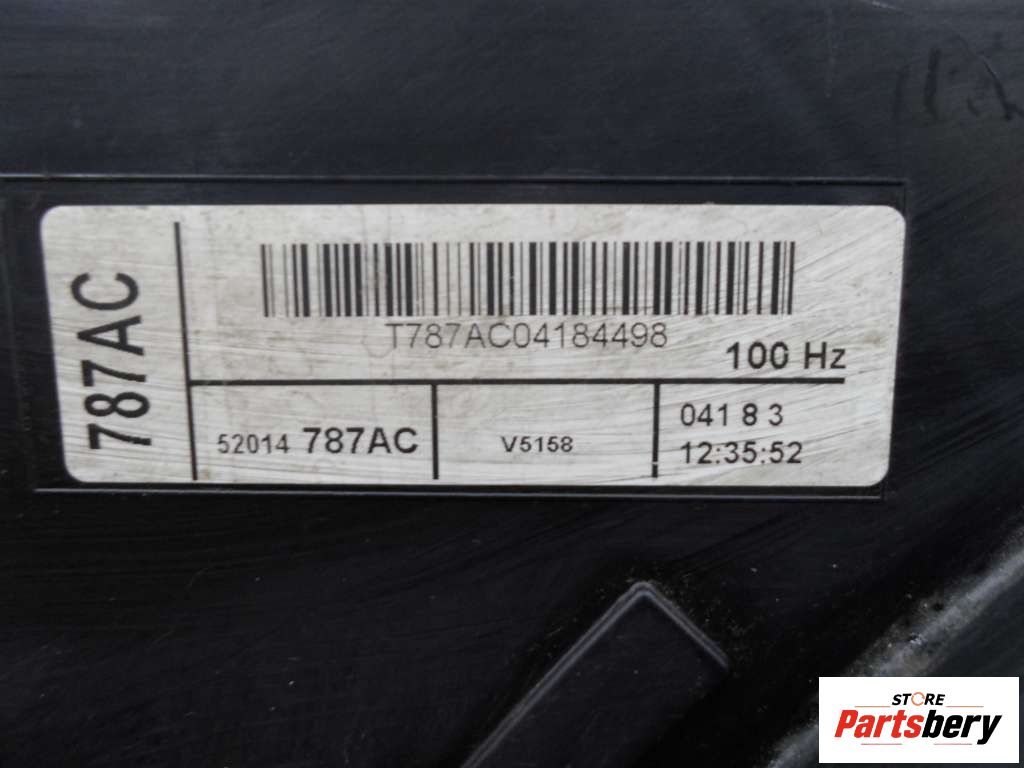 787AC
T787AC04184498
100 Hz
52014 787AC
V5158
041 8 3
12:35:52
STORE
Partsbery